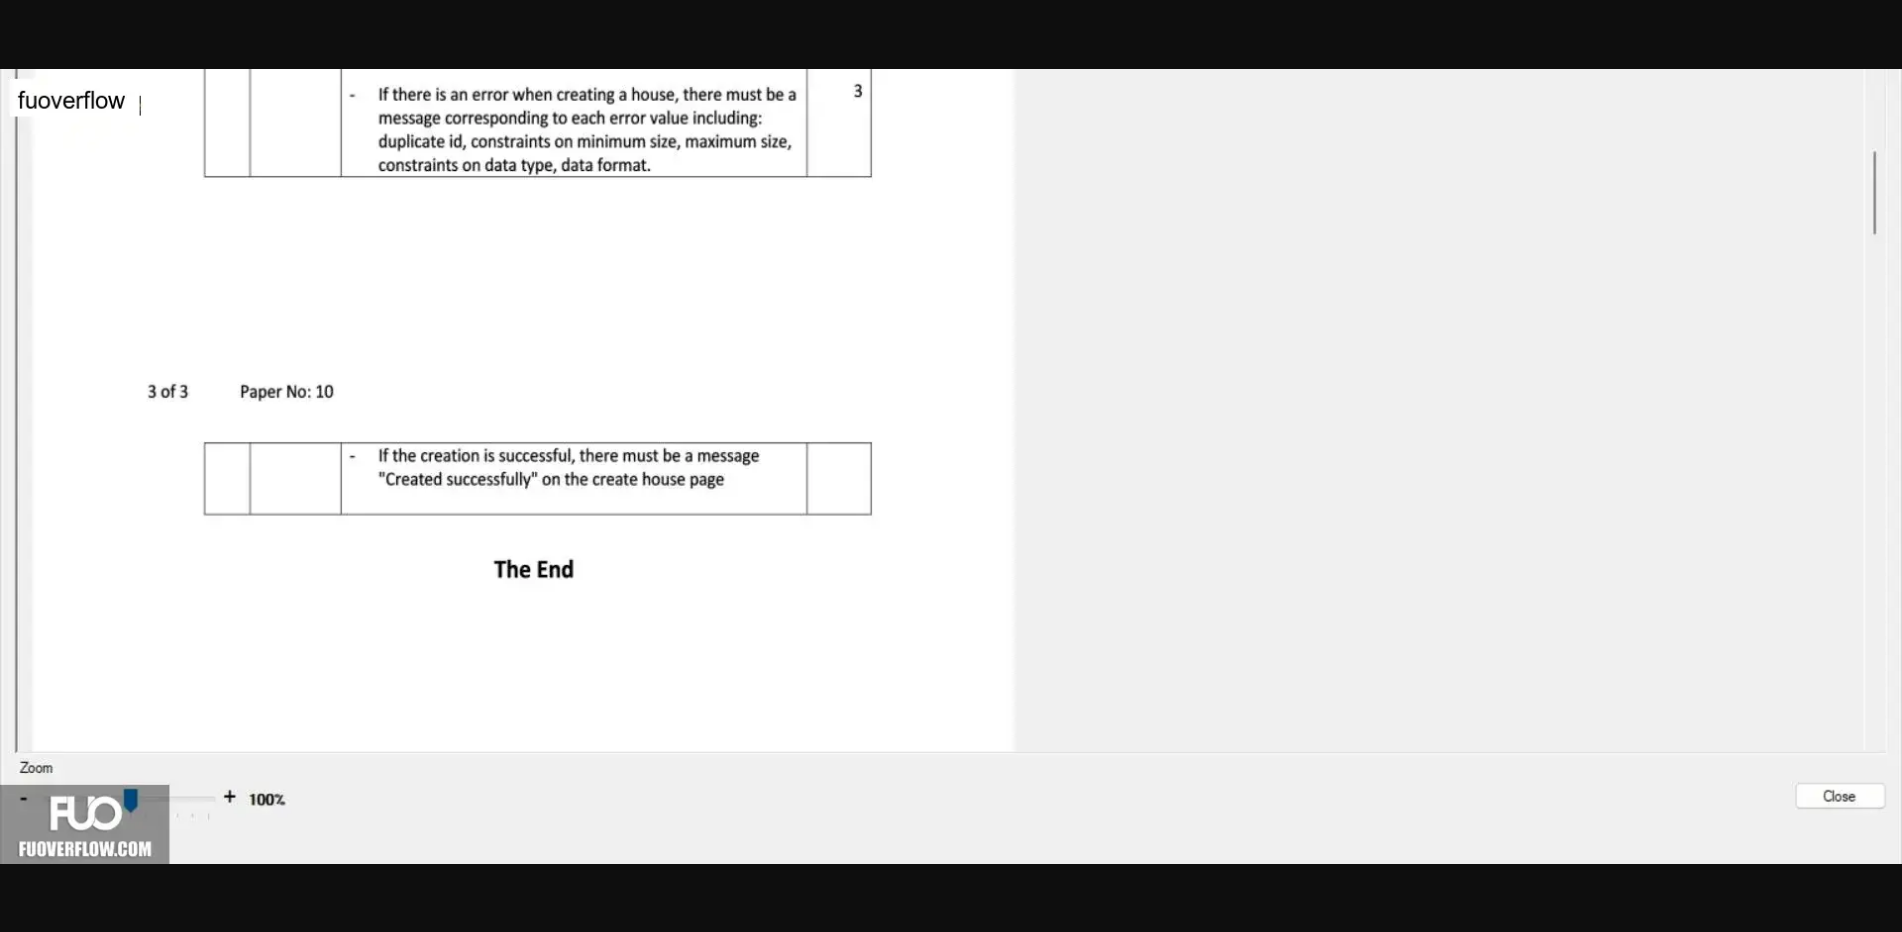 fuoverflow
- If there is an error when creating a house, there must be a 3
message corresponding to each error value including:
duplicate id, constraints on minimum size, maximum size,
constraints on data type, data format.
3 of 3 Paper No: 10
- If the creation is successful, there must be a message
"Created successfully" on the create house page
The End
Zoom
- + 100%
Close
FUO
FUOVERFLOW.COM